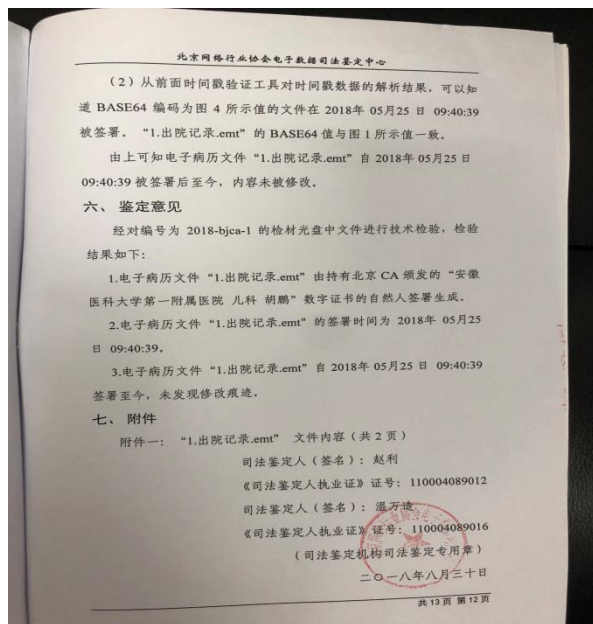 北京网络行业协会电子数据司法鉴定中心
（2）从前面时间戳验证工具对时间戳数据的解析结果，可以知
道 BASE64 编码为图 4 所示值的文件在 2018年 05月25 日 09:40:39
被签署。“1.出院记录.emt”的 BASE64 值与图 1 所示值一致。
由上可知电子病历文件“1.出院记录.emt”自 2018年 05月25 日
09:40:39 被签署后至今，内容未被修改。
六、鉴定意见
经对编号为 2018-bjca-1 的检材光盘中文件进行技术检验，检验
结果如下：
1.电子病历文件“1.出院记录.emt”由持有北京 CA 颁发的“安徽
医科大学第一附属医院 儿科 胡鹏”数字证书的自然人签署生成。
2.电子病历文件“1.出院记录.emt”的签署时间为 2018年 05月25
日 09:40:39。
3.电子病历文件“1.出院记录.emt”自 2018年 05月25 日 09:40:39
签署至今，未发现修改痕迹。
七、附件
附件一：“1.出院记录.emt” 文件内容（共 2 页）
司法鉴定人（签名）：赵利
《司法鉴定人执业证》证号：110004089012
司法鉴定人（签名）：温万造
《司法鉴定人执业证》证号：110004089016
（司法鉴定机构司法鉴定专用章）
二〇一八年八月三十日
共 13页 第 12页